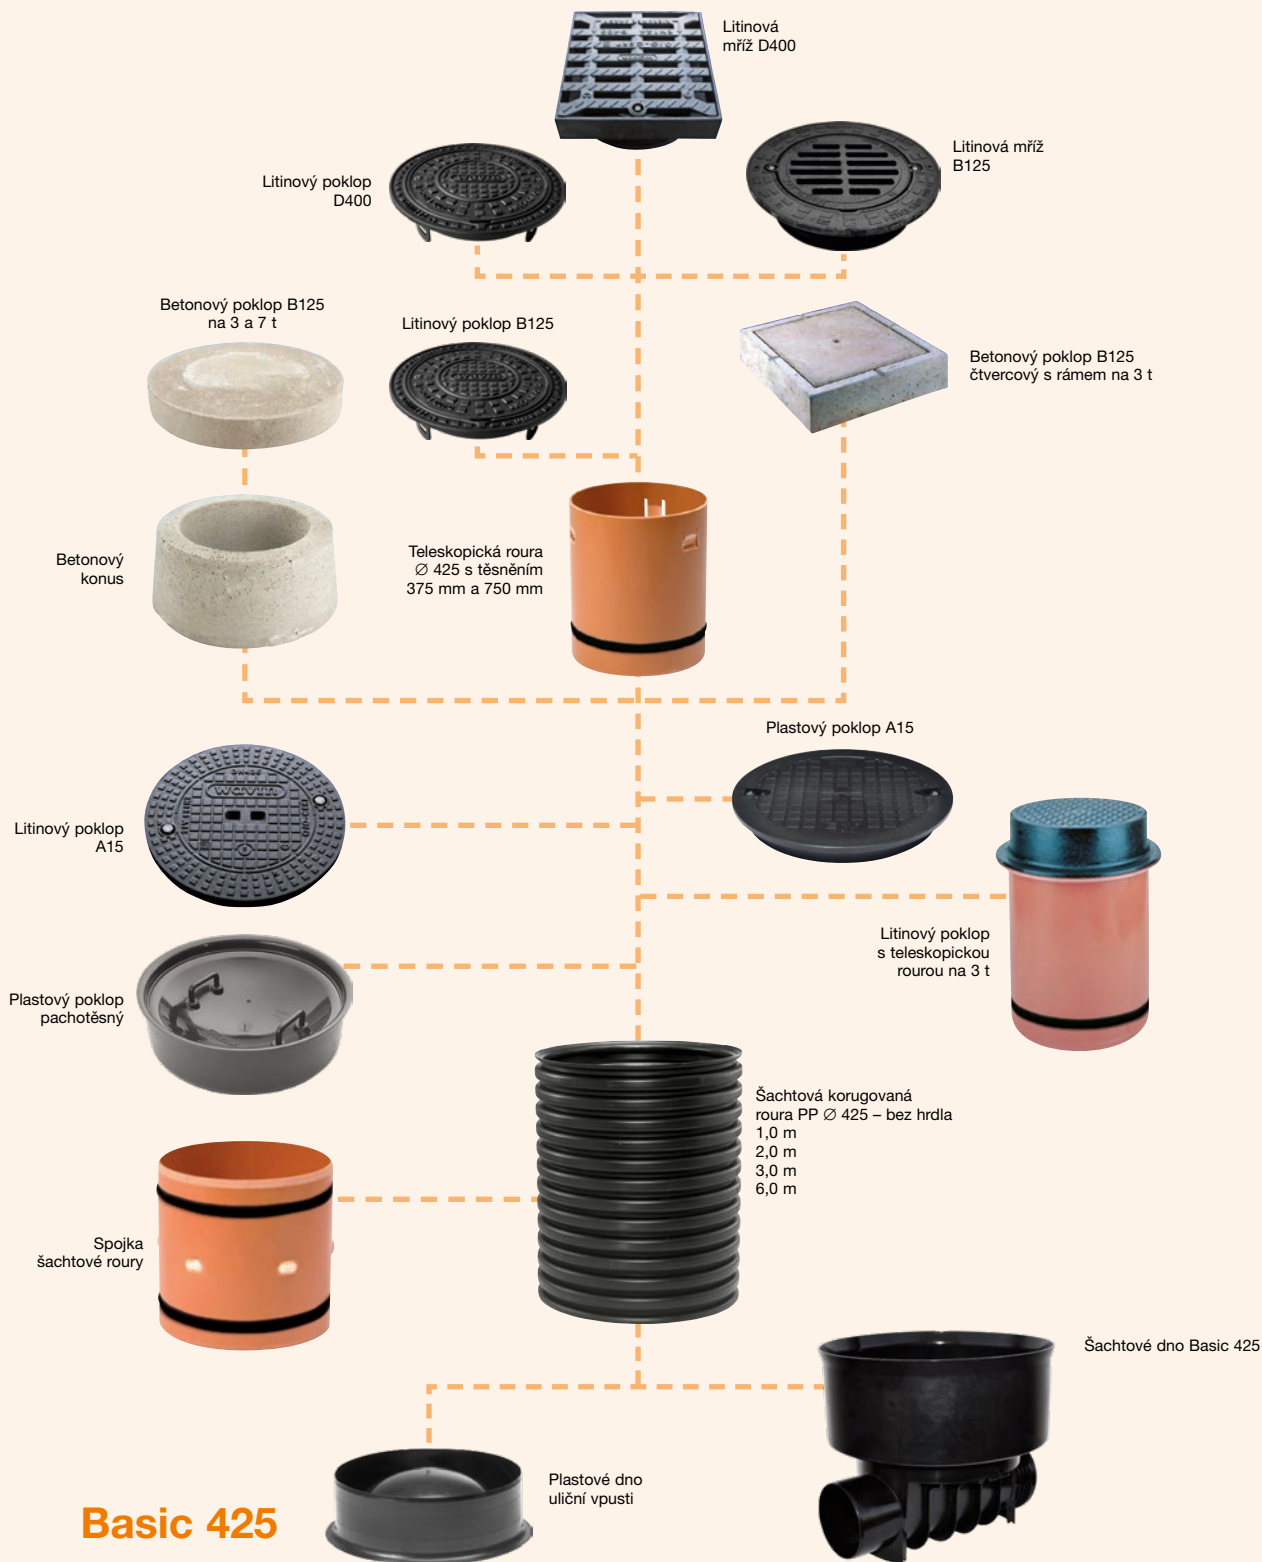 Litinová
mříž D400
Litinová mříž
B125
Litinový poklop
D400
Betonový poklop B125
na 3 a 7 t
Litinový poklop B125
Betonový poklop B125
čtvercový s rámem na 3 t
Betonový
konus
Teleskopická roura
∅ 425 s těsněním
375 mm a 750 mm
Plastový poklop A15
Litinový poklop
A15
wavin
Litinový poklop
s teleskopickou
rourou na 3 t
Plastový poklop
pachotěsný
Šachtová korugovaná
roura PP ∅ 425 – bez hrdla
1,0 m
2,0 m
3,0 m
6,0 m
Spojka
šachtové roury
Šachtové dno Basic 425
Plastové dno
uliční vpusti
Basic 425